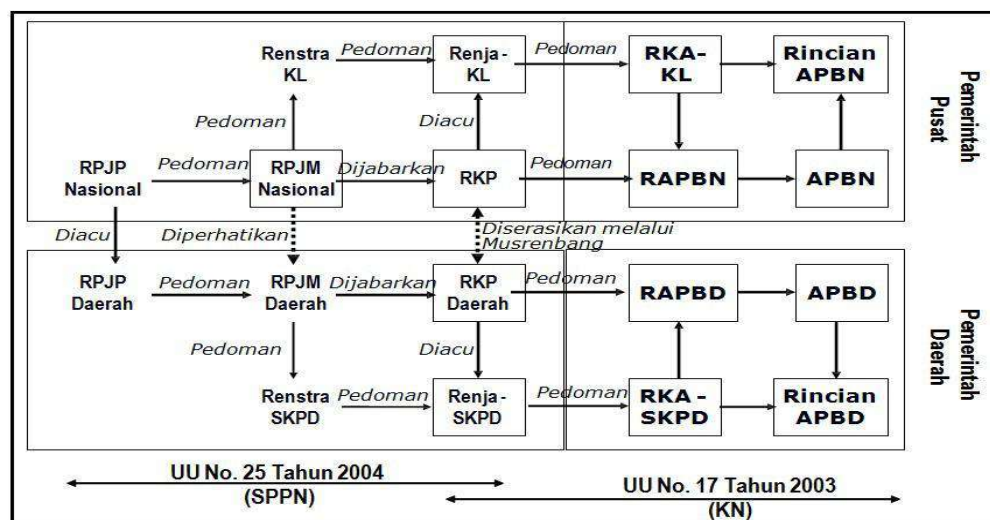 Renstra
KL
Pedoman
Renja-
KL
Pedoman
RKA-
KL
Rincian
APBN
Pemerintah
Pusat
Pedoman
Diacu
RPJP
Nasional
Pedoman
RPJM
Nasional
Dijabarkan
RKP
Pedoman
RAPBN
APBN
Diacu
Diperhatikan
Diserasikan melalui
Musrenbang
RPJP
Daerah
Pedoman
RPJM
Daerah
Dijabarkan
RKP
Daerah
Pedoman
RAPBD
APBD
Pemerintah
Daerah
Pedoman
Diacu
Renstra
SKPD
Pedoman
Renja-
SKPD
Pedoman
RKA -
SKPD
Rincian
APBD
UU No. 25 Tahun 2004
(SPPN)
UU No. 17 Tahun 2003
(KN)